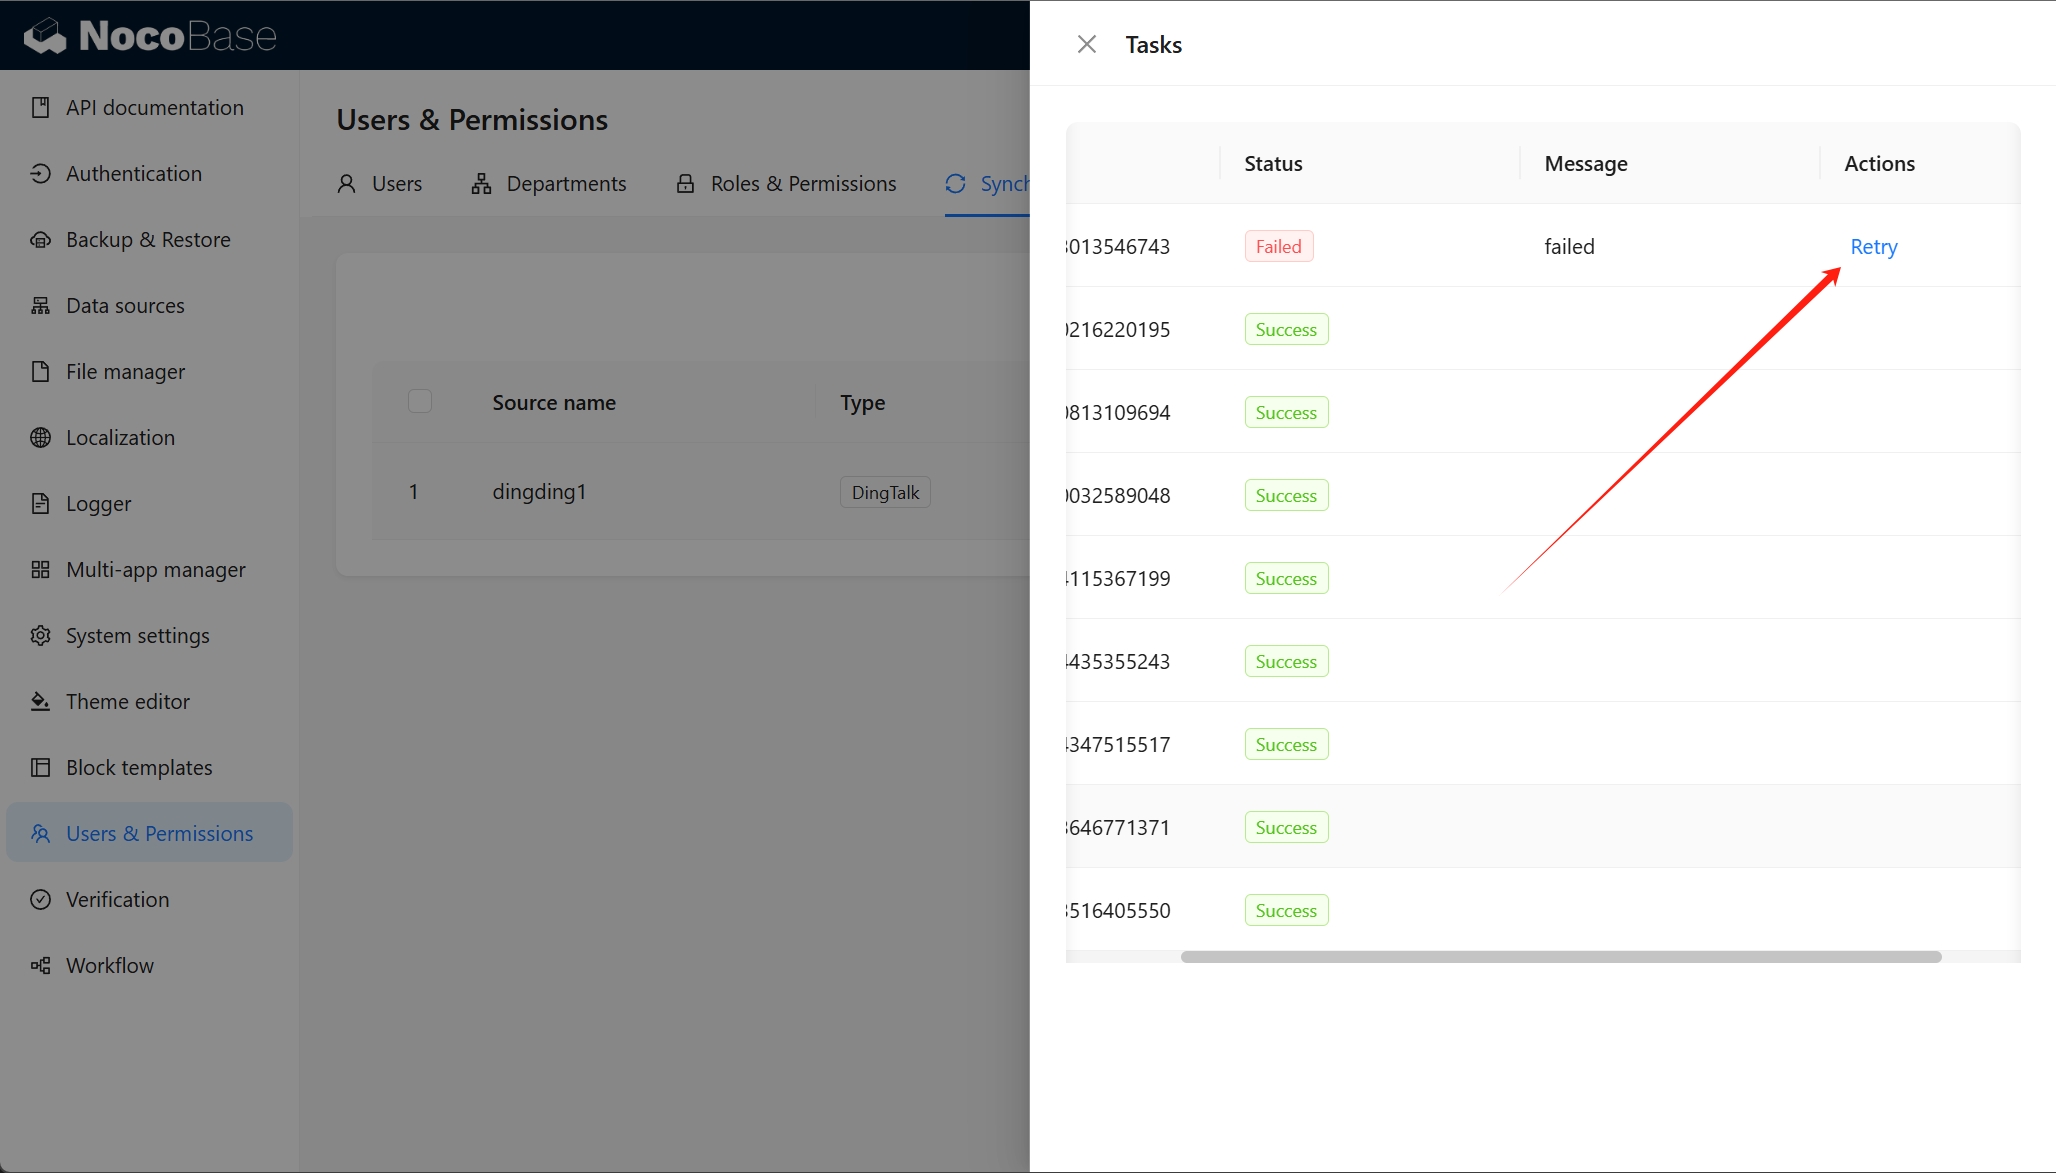 NocoBase
Tasks
API documentation
Authentication
Backup & Restore
Data sources
File manager
Localization
Logger
Multi-app manager
System settings
Theme editor
Block templates
Users & Permissions
Verification
Workflow
Users & Permissions
Users Departments Roles & Permissions Synch
Source name Type
1 dingding1 DingTalk
Status Message Actions
013546743 Failed failed Retry
216220195 Success
813109694 Success
032589048 Success
115367199 Success
435355243 Success
347515517 Success
646771371 Success
516405550 Success